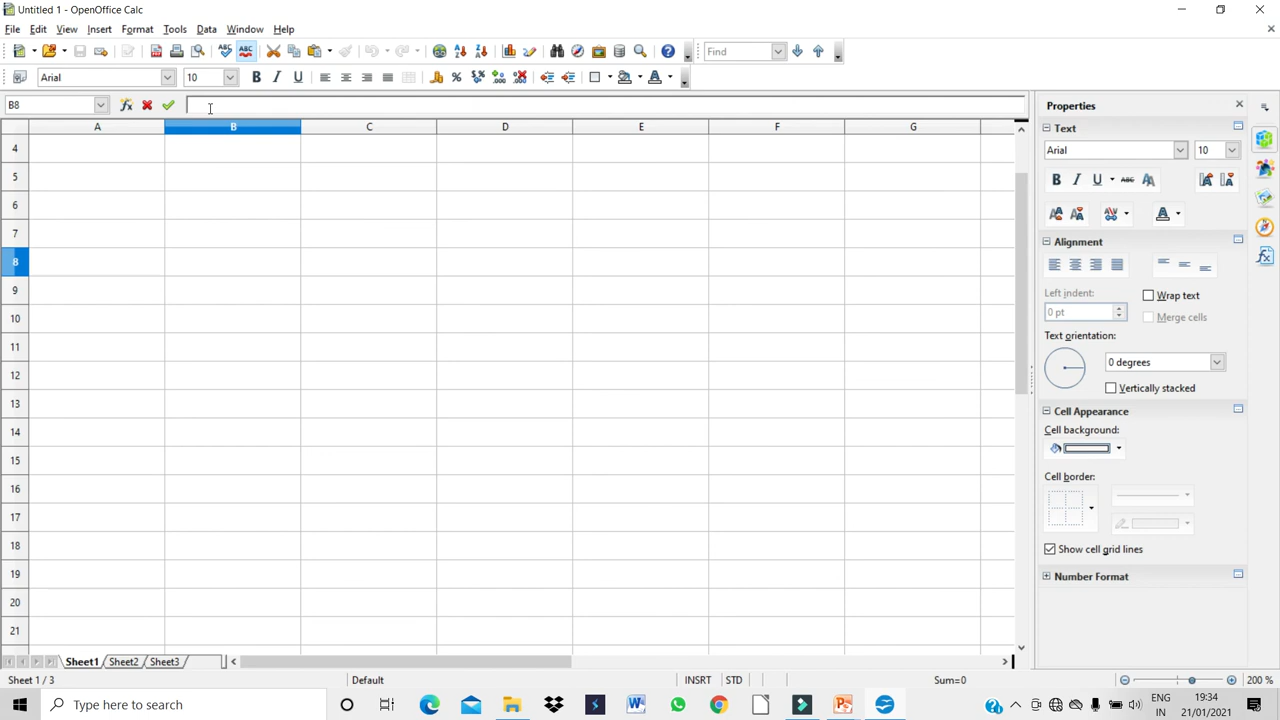 Untitled 1 - OpenOffice Calc
File Edit View Insert Format Tools Data Window Help
Find
Arial 10
B8
A B C D E F G
4
5
6
7
8
9
10
11
12
13
14
15
16
17
18
19
20
21
Properties
Text
Arial 10
Alignment
Left indent:
0 pt
Wrap text
Merge cells
Text orientation:
0 degrees
Vertically stacked
Cell Appearance
Cell background:
Cell border:
Show cell grid lines
Number Format
Sheet1 Sheet2 Sheet3
Sheet 1 / 3 Default INSRT STD Sum=0 200 %
Type here to search
ENG
IN
19:34
21/01/2021